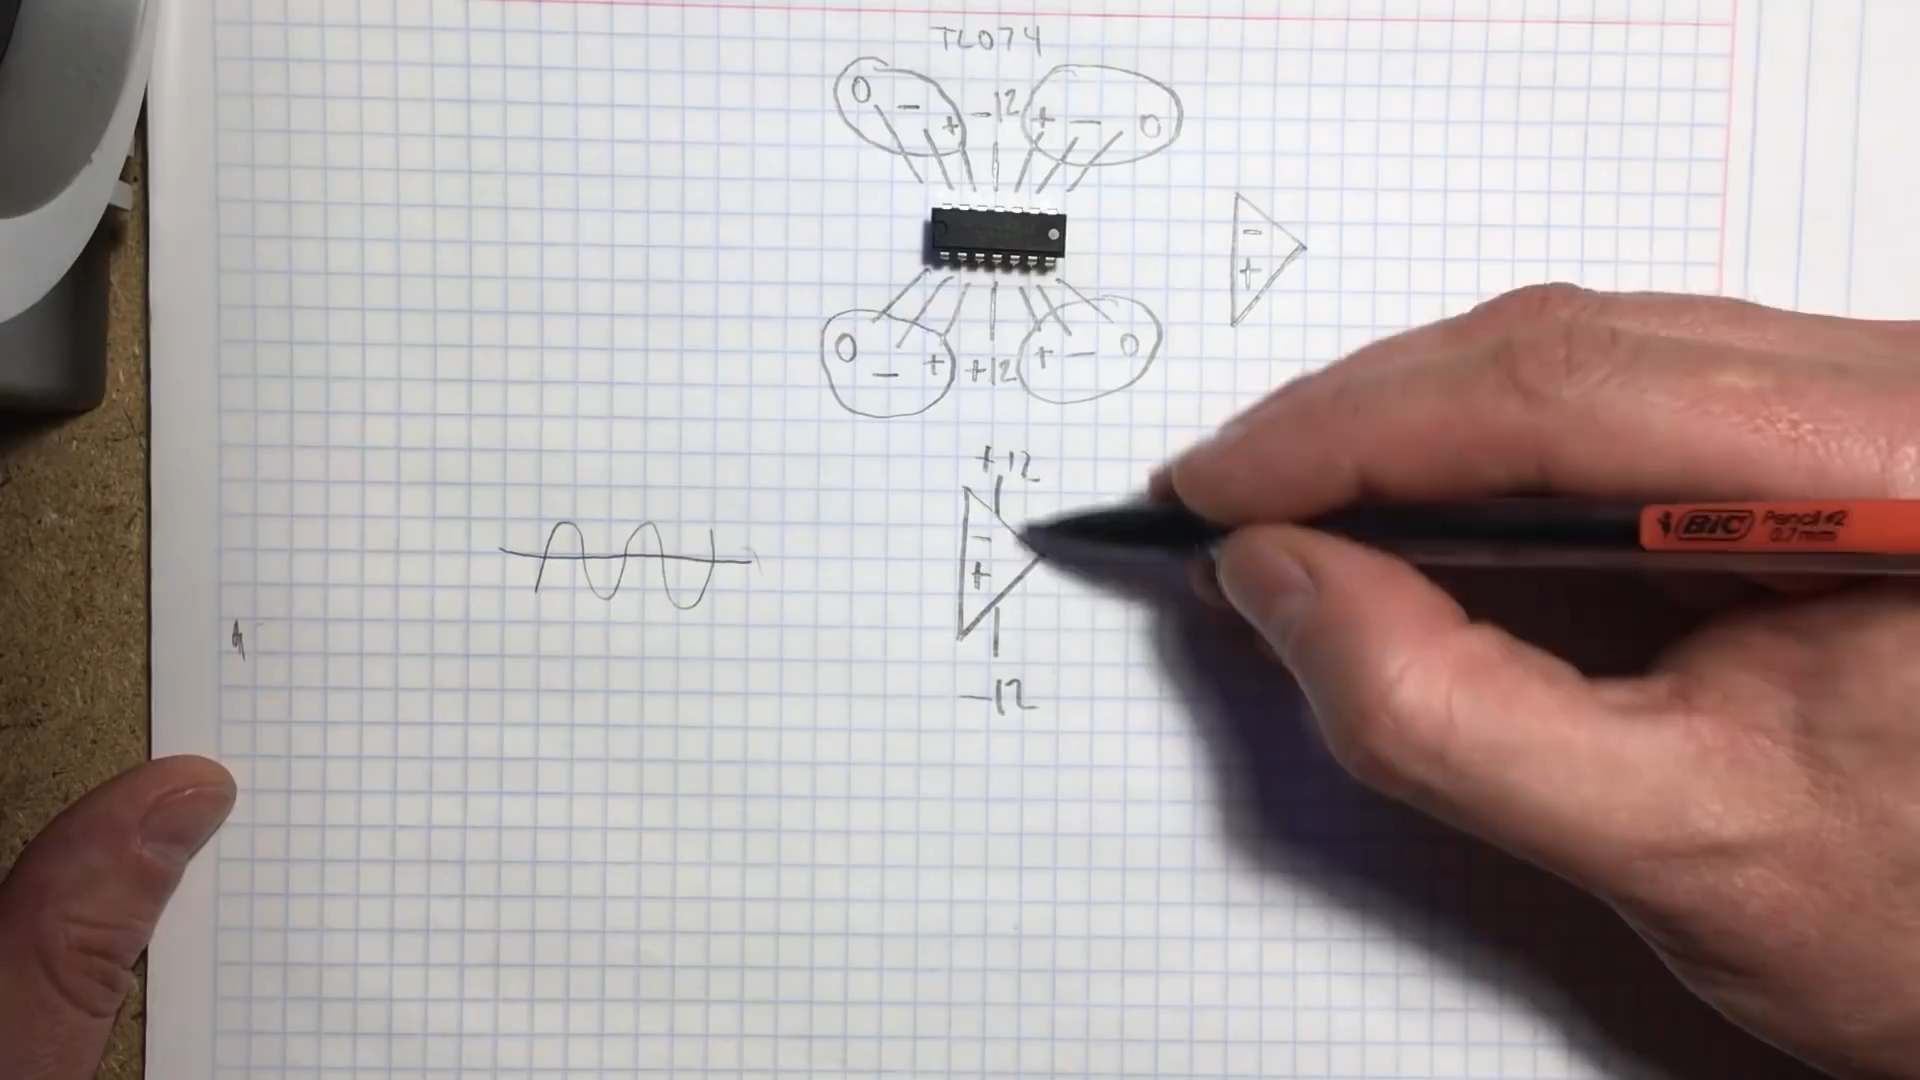 TL074
O - + -12 + - O
- +
O - + +12 + - O
+12
-
+
-12
BIC Pencil #2
0.7mm